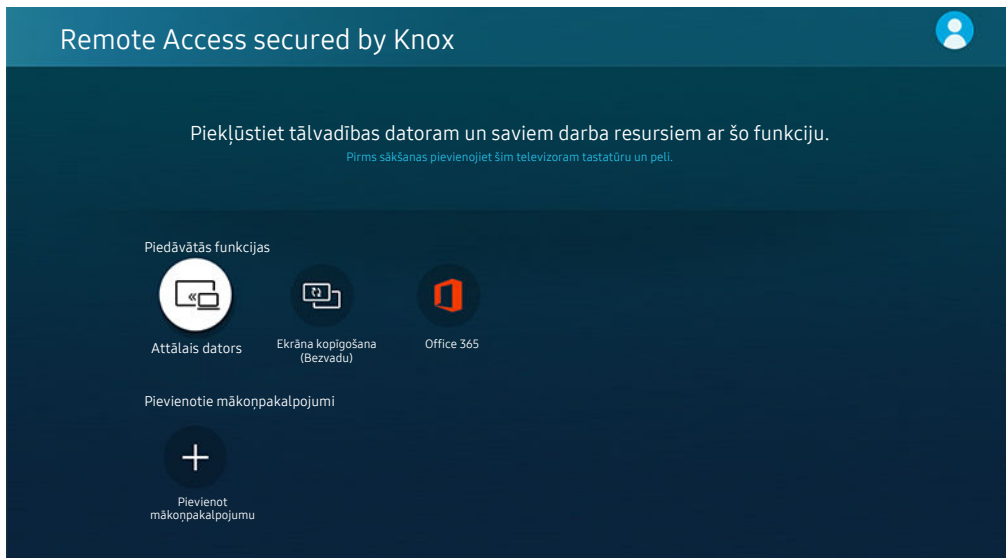 Remote Access secured by Knox
Piekļūstiet tālvadības datoram un saviem darba resursiem ar šo funkciju.
Pirms sākšanas pievienojiet šim televizoram tastatūru un peli.
Piedāvātās funkcijas
Attālais dators
Ekrāna kopīgošana
(Bezvadu)
Office 365
Pievienotie mākoņpakalpojumi
Pievienot
mākoņpakalpojumu